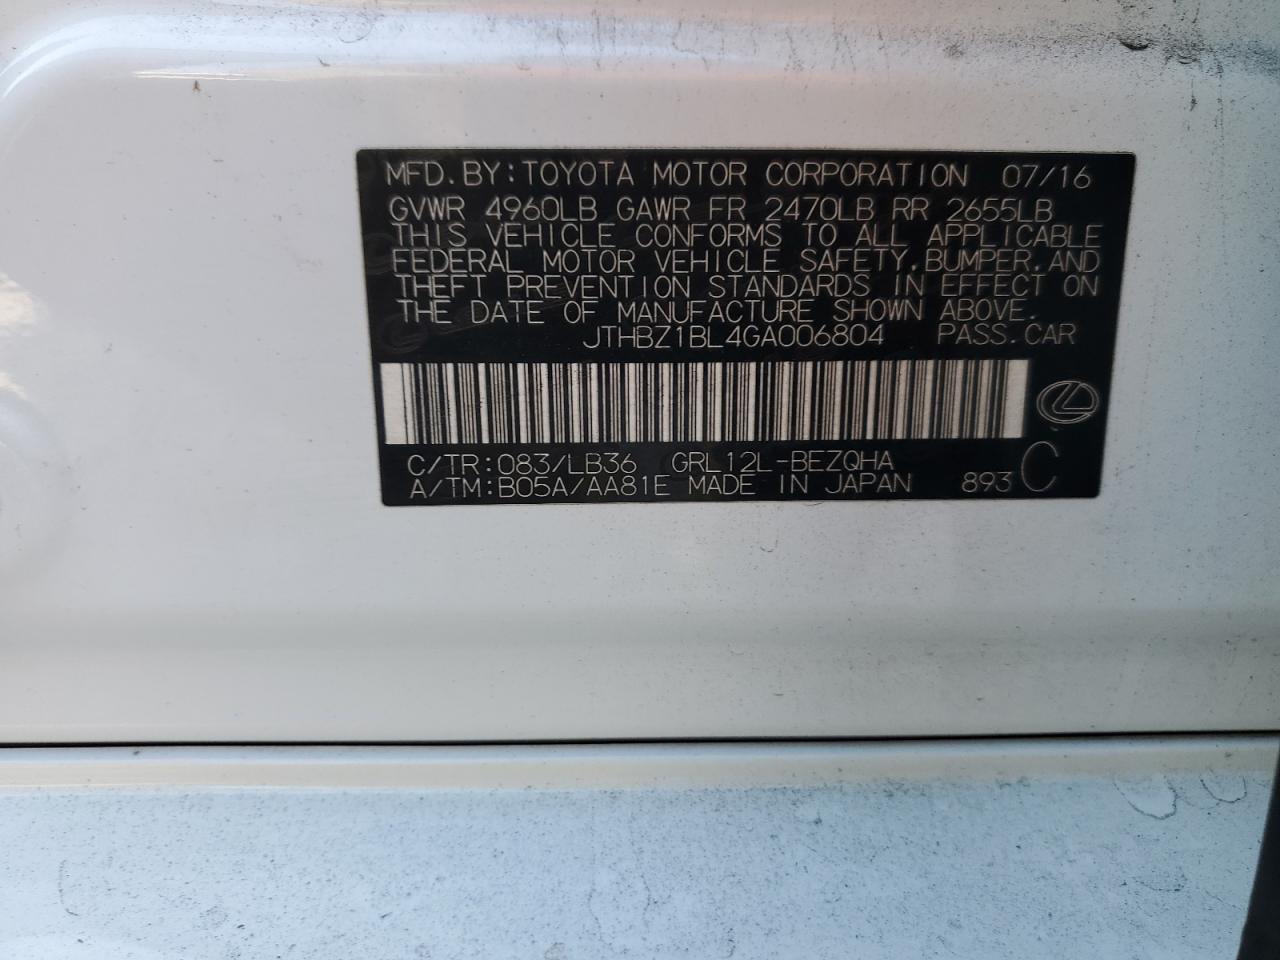 MFD.BY:TOYOTA MOTOR CORPORATION 07/16
GVWR 4960LB GAWR FR 2470LB RR 2655LB
THIS VEHICLE CONFORMS TO ALL APPLICABLE
FEDERAL MOTOR VEHICLE SAFETY,BUMPER,AND
THEFT PREVENTION STANDARDS IN EFFECT ON
THE DATE OF MANUFACTURE SHOWN ABOVE.
JTHBZ1BL4GA006804 PASS.CAR
C/TR:083/LB36 GRL12L-BEZQHA
A/TM:B05A/AA81E MADE IN JAPAN 893 C